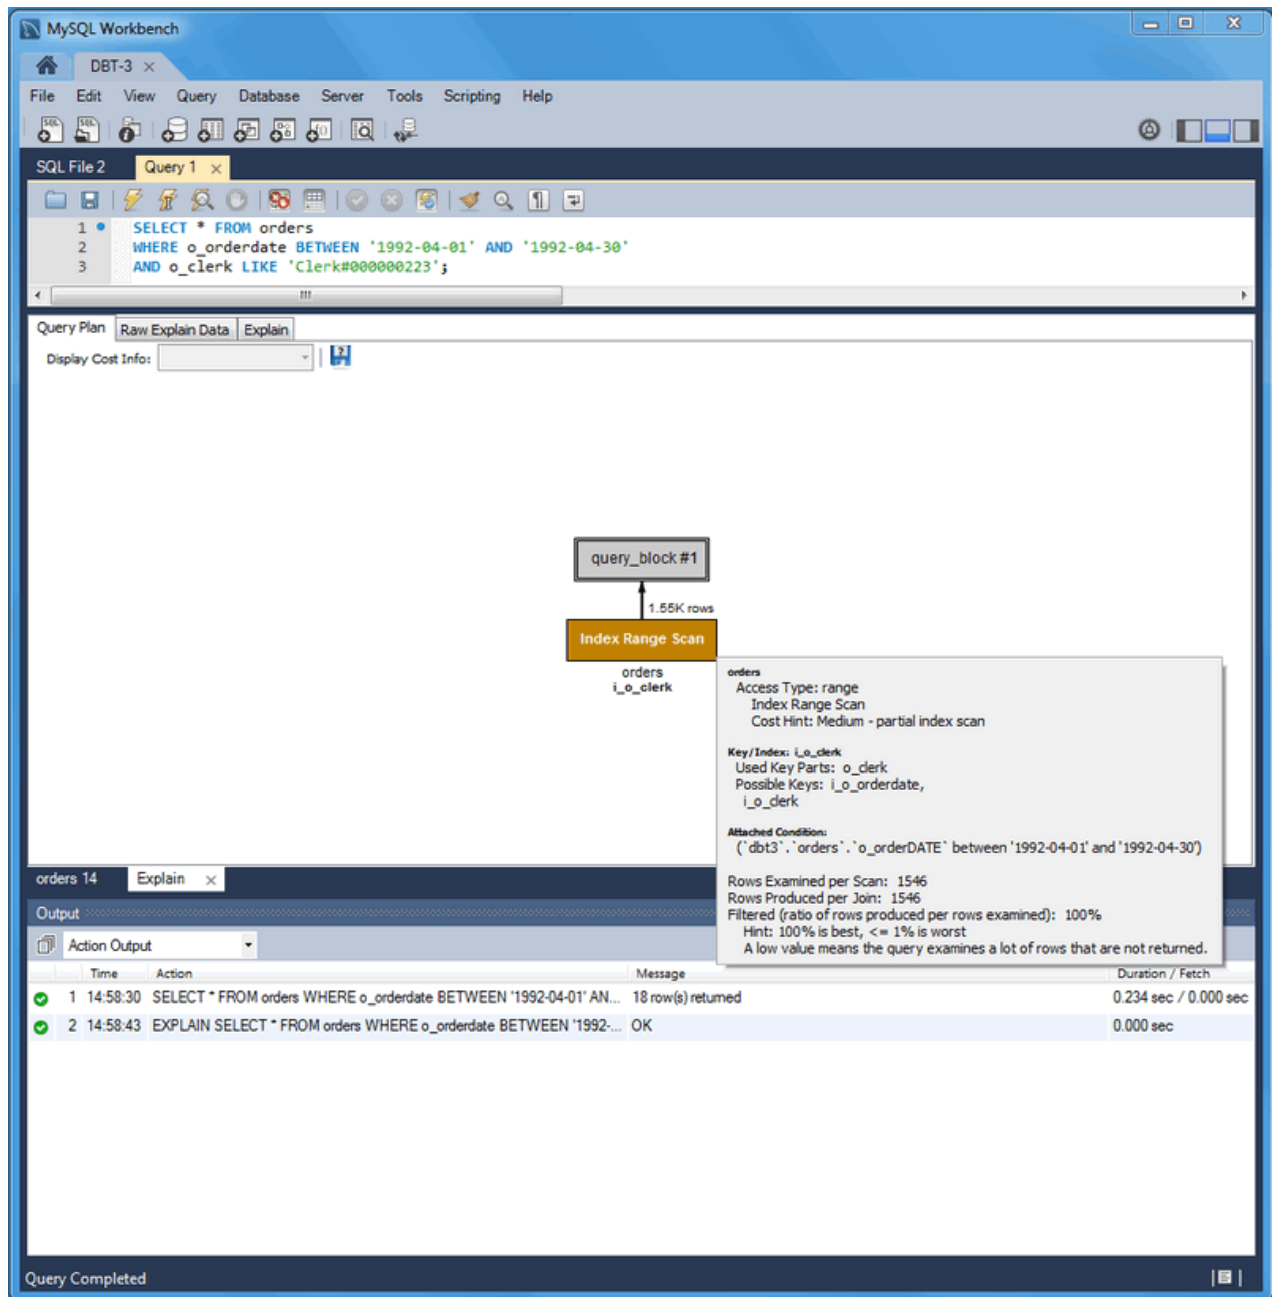 MySQL Workbench
DBT-3
File Edit View Query Database Server Tools Scripting Help
SQL File 2 Query 1
1 SELECT * FROM orders
2 WHERE o_orderdate BETWEEN '1992-04-01' AND '1992-04-30'
3 AND o_clerk LIKE 'Clerk#000000223';
Query Plan Raw Explain Data Explain
Display Cost Info:
query_block #1
1.55K rows
Index Range Scan
orders
i_o_clerk
orders
Access Type: range
Index Range Scan
Cost Hint: Medium - partial index scan
Key/Index: i_o_clerk
Used Key Parts: o_clerk
Possible Keys: i_o_orderdate,
i_o_clerk
Attached Condition:
(`dbt3`.`orders`.`o_orderDATE` between '1992-04-01' and '1992-04-30')
Rows Examined per Scan: 1546
Rows Produced per Join: 1546
Filtered (ratio of rows produced per rows examined): 100%
Hint: 100% is best, <= 1% is worst
A low value means the query examines a lot of rows that are not returned.
orders 14 Explain
Output
Action Output
Time Action Message Duration / Fetch
1 14:58:30 SELECT * FROM orders WHERE o_orderdate BETWEEN '1992-04-01' AN... 18 row(s) returned 0.234 sec / 0.000 sec
2 14:58:43 EXPLAIN SELECT * FROM orders WHERE o_orderdate BETWEEN '1992-... OK 0.000 sec
Query Completed